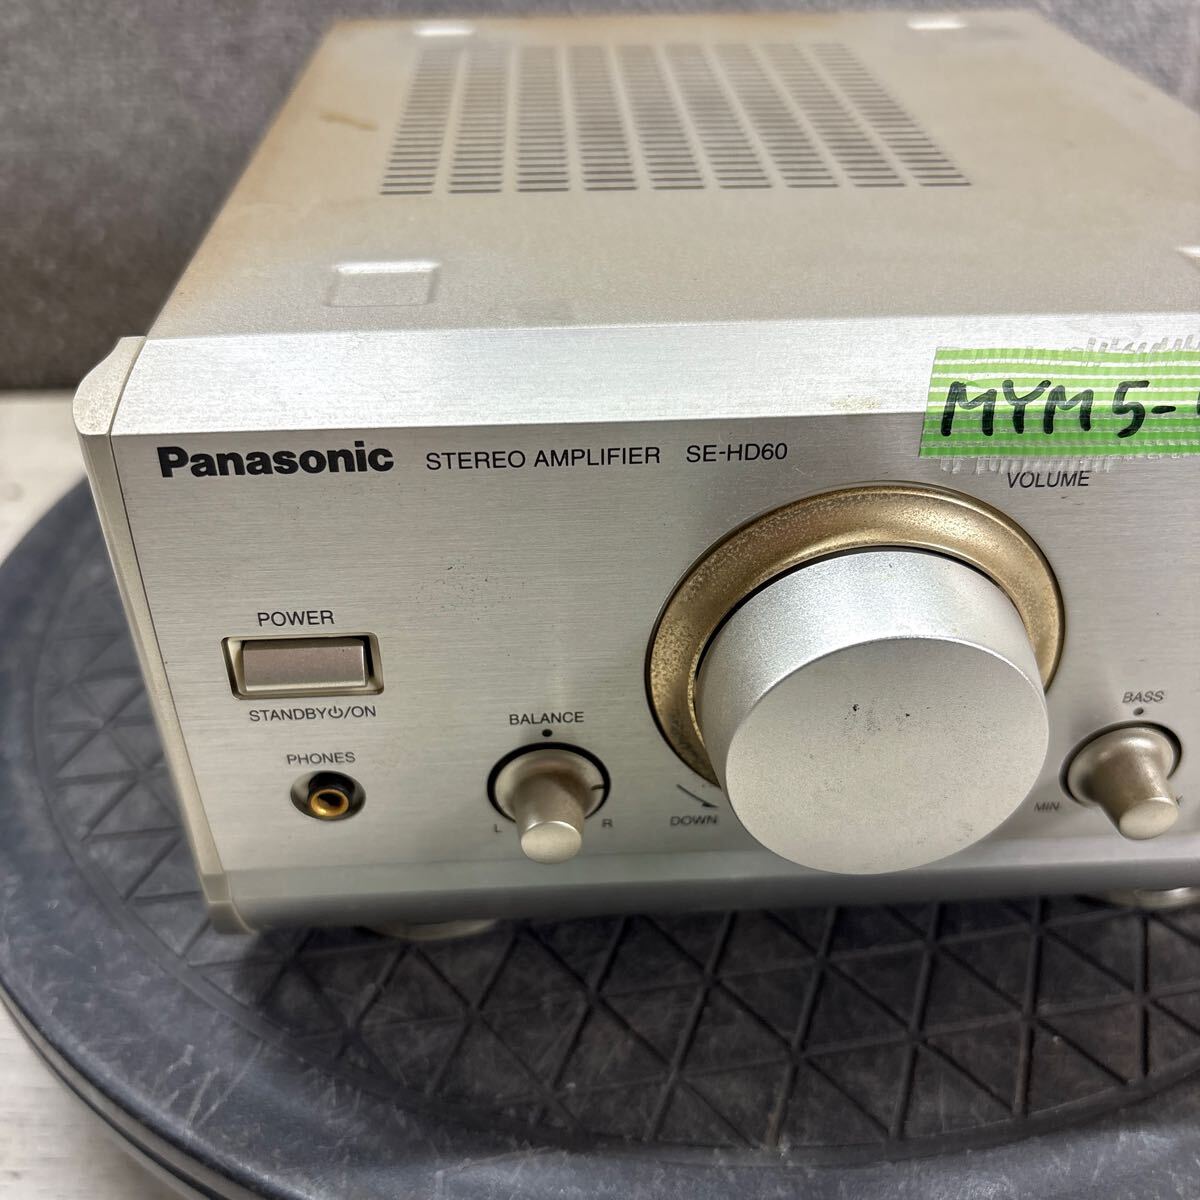 MYM5-
Panasonic STEREO AMPLIFIER SE-HD60
VOLUME
POWER
STANDBY⏻/ON
BALANCE
BASS
PHONES
L R
DOWN
MIN